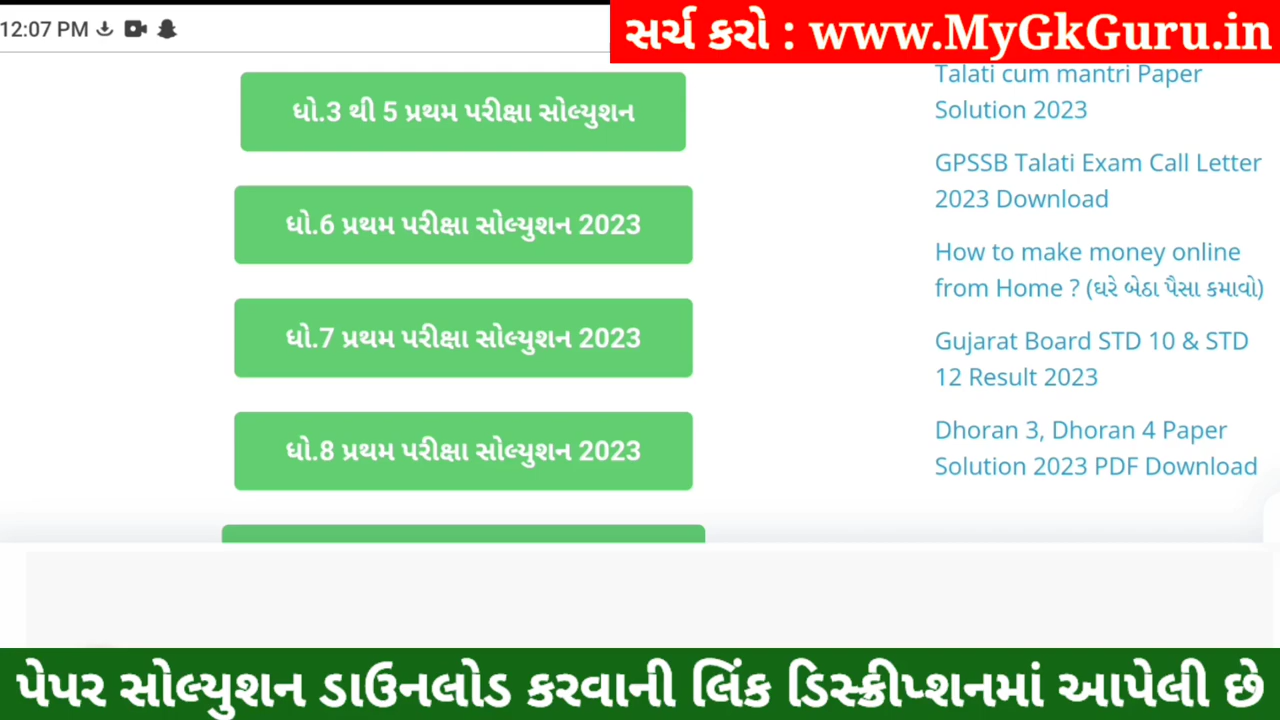 12:07 PM
સર્ચ કરો : www.MyGkGuru.in
ધો.3 થી 5 પ્રથમ પરીક્ષા સોલ્યુશન
ધો.6 પ્રથમ પરીક્ષા સોલ્યુશન 2023
ધો.7 પ્રથમ પરીક્ષા સોલ્યુશન 2023
ધો.8 પ્રથમ પરીક્ષા સોલ્યુશન 2023
Talati cum mantri Paper
Solution 2023
GPSSB Talati Exam Call Letter
2023 Download
How to make money online
from Home ? (ઘરે બેઠા પૈસા કમાવો)
Gujarat Board STD 10 & STD
12 Result 2023
Dhoran 3, Dhoran 4 Paper
Solution 2023 PDF Download
પેપર સોલ્યુશન ડાઉનલોડ કરવાની લિંક ડિસ્ક્રીપ્શનમાં આપેલી છે